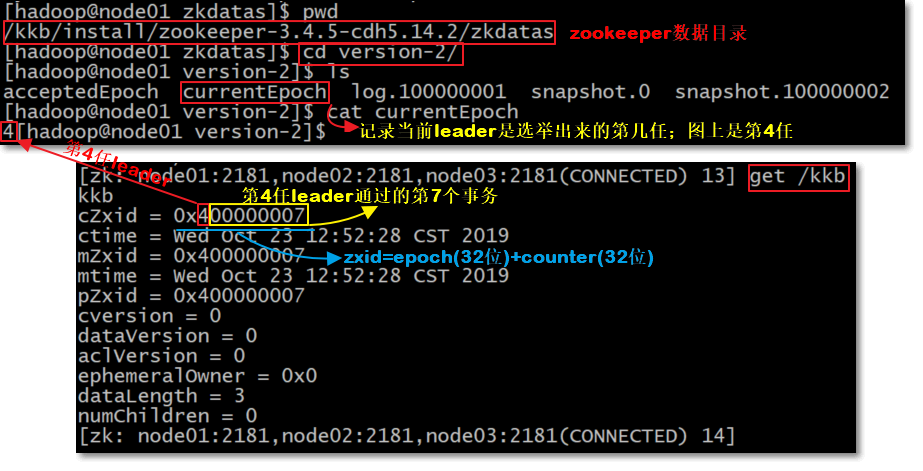 [hadoop@node01 zkdatas]$ pwd
/kkb/install/zookeeper-3.4.5-cdh5.14.2/zkdatas zookeeper数据目录
[hadoop@node01 zkdatas]$ cd version-2/
[hadoop@node01 version-2]$ ls
acceptedEpoch currentEpoch log.100000001 snapshot.0 snapshot.100000002
[hadoop@node01 version-2]$ cat currentEpoch
4[hadoop@node01 version-2]$ 记录当前leader是选举出来的第几任；图上是第4任
第4任leader
[zk: node01:2181,node02:2181,node03:2181(CONNECTED) 13] get /kkb
kkb 第4任leader通过的第7个事务
cZxid = 0x400000007
ctime = Wed Oct 23 12:52:28 CST 2019
mZxid = 0x400000007 zxid=epoch(32位)+counter(32位)
mtime = Wed Oct 23 12:52:28 CST 2019
pZxid = 0x400000007
cversion = 0
dataVersion = 0
aclVersion = 0
ephemeralOwner = 0x0
dataLength = 3
numChildren = 0
[zk: node01:2181,node02:2181,node03:2181(CONNECTED) 14]